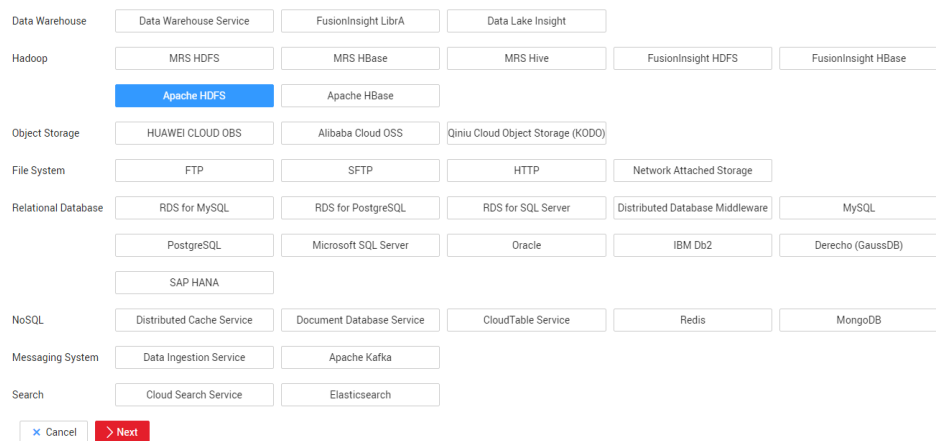 Data Warehouse Data Warehouse Service FusionInsight LibrA Data Lake Insight
Hadoop MRS HDFS MRS HBase MRS Hive FusionInsight HDFS FusionInsight HBase
Apache HDFS Apache HBase
Object Storage HUAWEI CLOUD OBS Alibaba Cloud OSS Qiniu Cloud Object Storage (KODO)
File System FTP SFTP HTTP Network Attached Storage
Relational Database RDS for MySQL RDS for PostgreSQL RDS for SQL Server Distributed Database Middleware MySQL
PostgreSQL Microsoft SQL Server Oracle IBM Db2 Derecho (GaussDB)
SAP HANA
NoSQL Distributed Cache Service Document Database Service CloudTable Service Redis MongoDB
Messaging System Data Ingestion Service Apache Kafka
Search Cloud Search Service Elasticsearch
Cancel Next